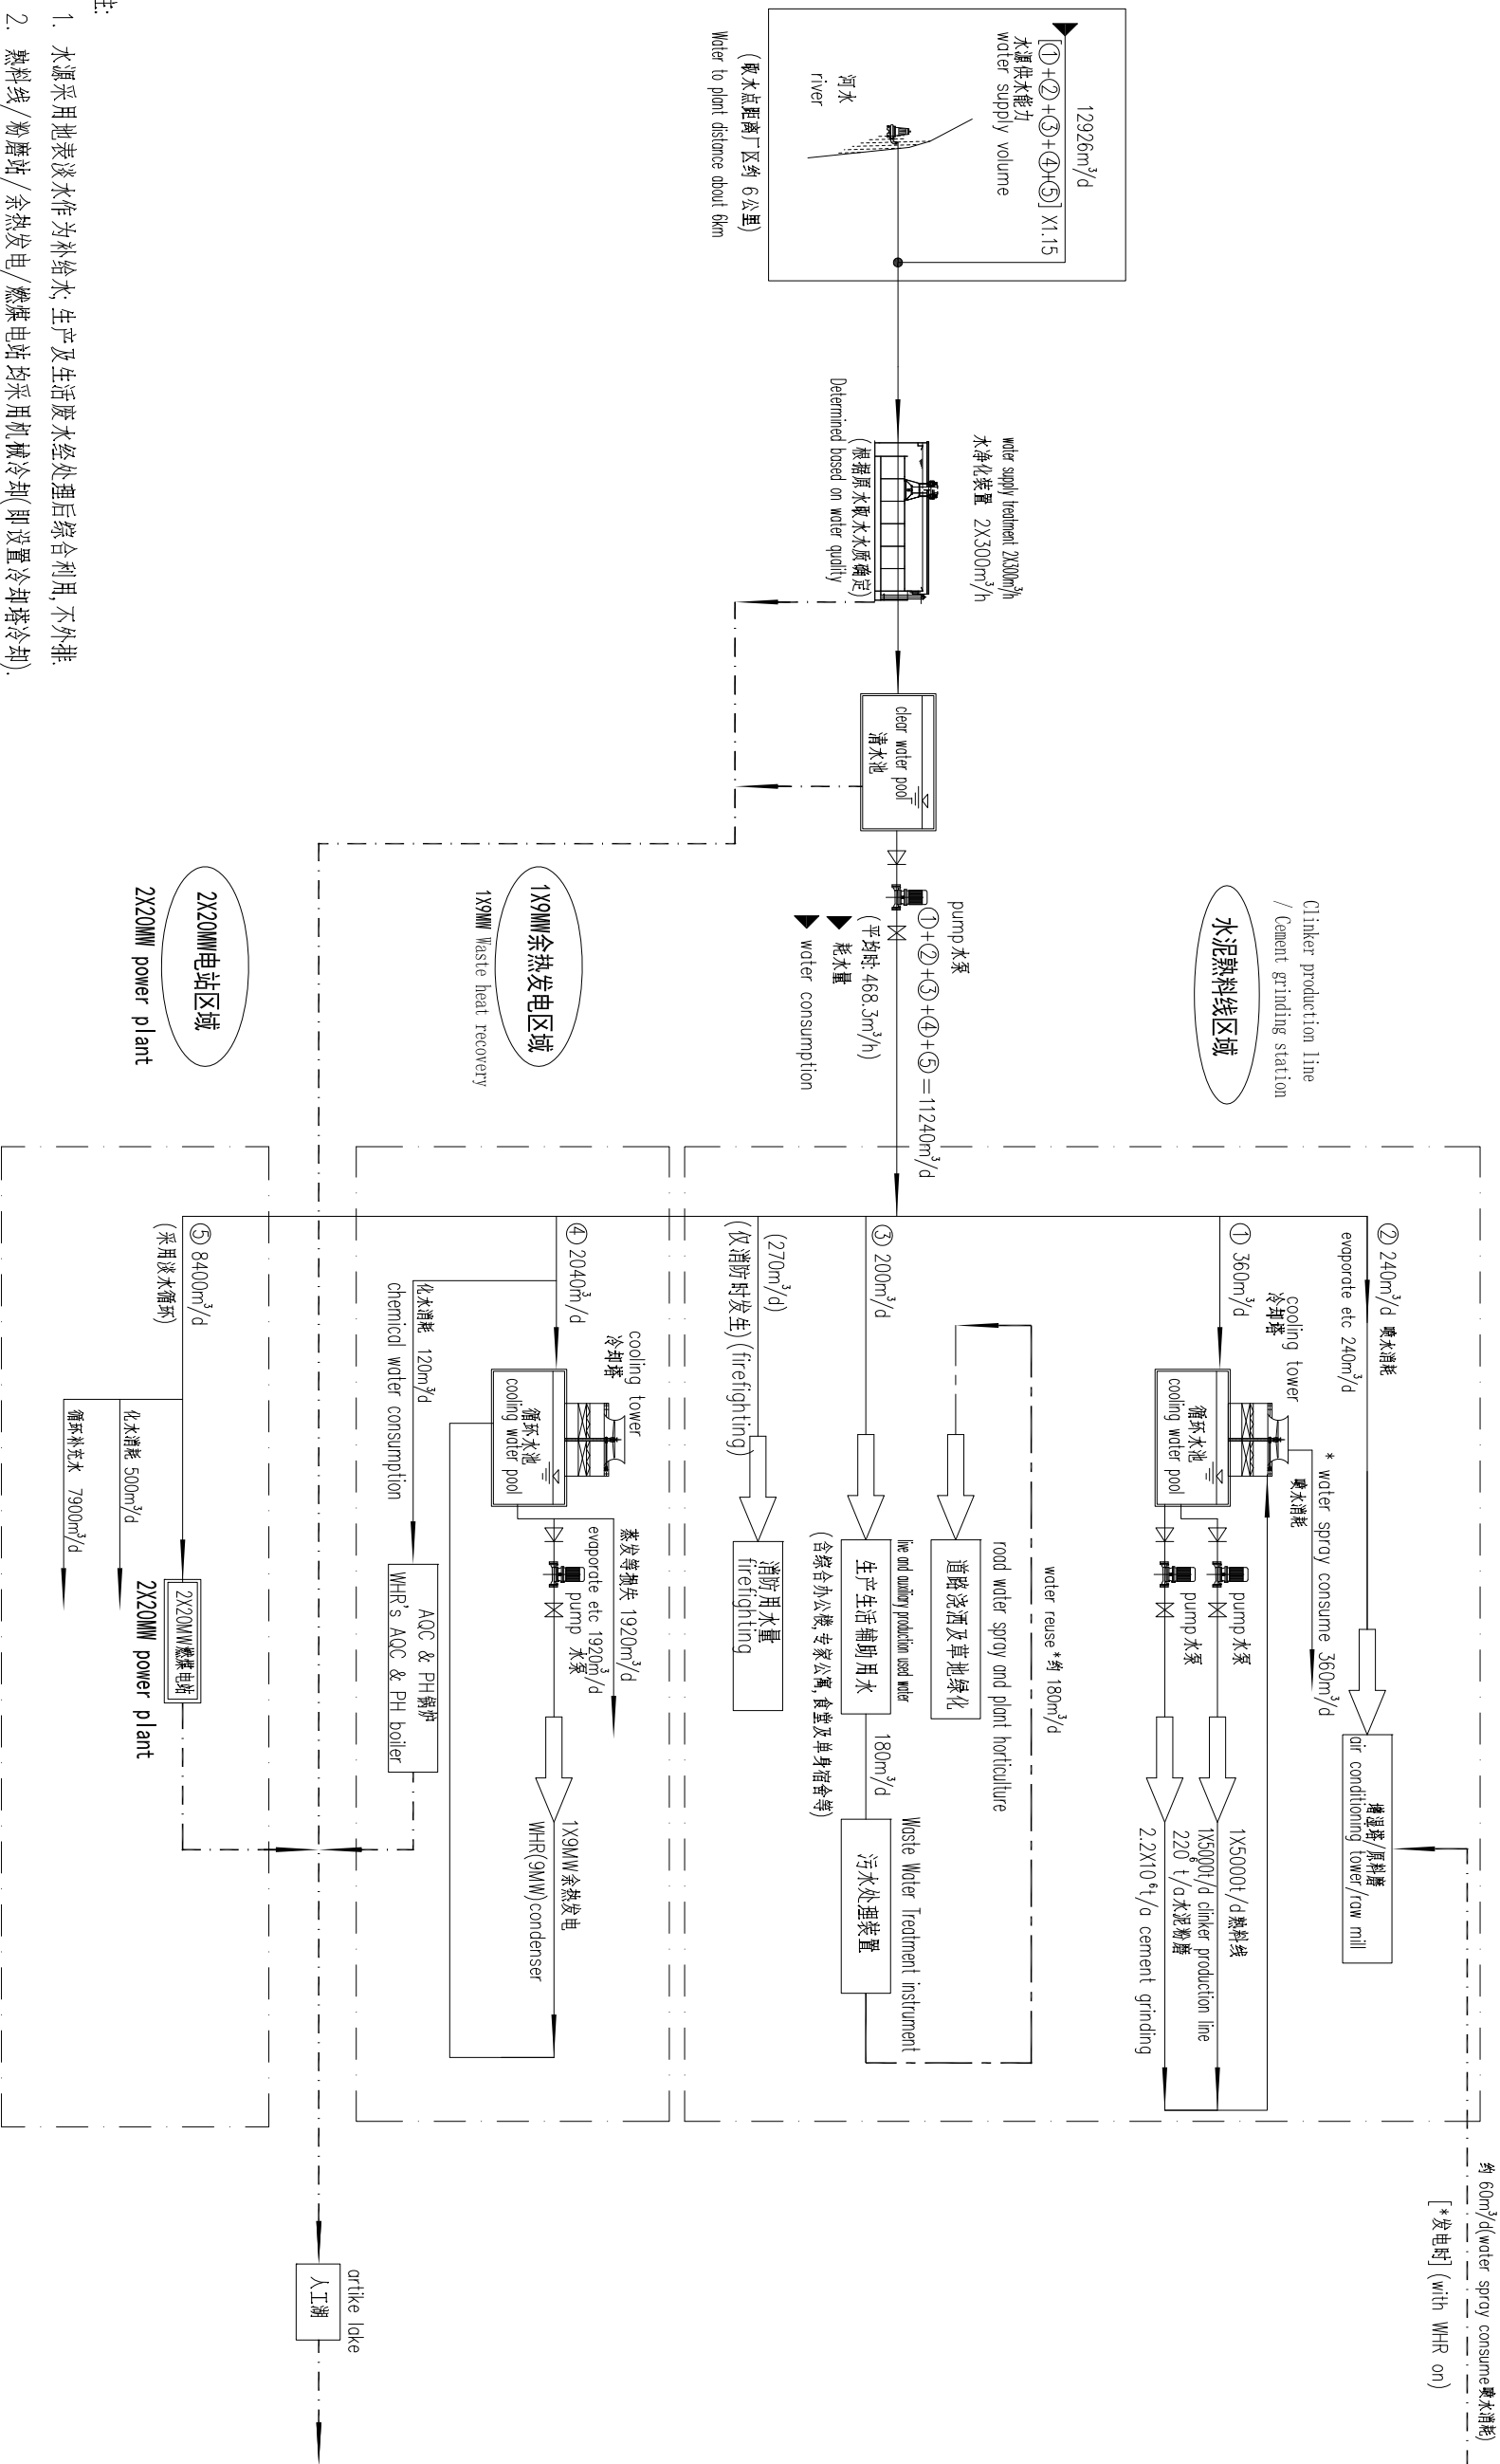 约 60m³/d(water spray consume喷水消耗)
[*发电时] (with WHR on)
12926m³/d
[①+②+③+④+⑤] X1.15
水源供水能力
water supply volume
河水
river
(取水点距离厂区约 6公里)
Water to plant distance about 6km
water supply treatment 2X300m³/h
水净化装置 2X300m³/h
(根据原水取水水质确定)
Determined based on water quality
clear water pool
清水池
pump水泵
①+②+③+④+⑤=11240m³/d
(平均时: 468.3m³/h)
耗水量
water consumption
Clinker production line
/ Cement grinding station
水泥熟料线区域
② 240m³/d 喷水消耗
evaporate etc 240m³/d
增湿塔/原料磨
air conditioning tower/raw mill
① 360m³/d
cooling tower
冷却塔
循环水池
cooling water pool
喷水消耗
* water spray consume 360m³/d
pump水泵
pump水泵
1X5000t/d熟料线
1X5000t/d clinker production line
220⁶ t/a水泥粉磨
2.2X10⁶t/a cement grinding
water reuse*约 180m³/d
road water spray and plant horticulture
道路浇洒及草地绿化
③ 200m³/d
live and auxiliary production used water
生产生活辅助用水
(含综合办公楼,专家公寓,食堂及单身宿舍等)
180m³/d
Waste Water Treatment instrument
污水处理装置
(270m³/d)
(仅消防时发生)(firefighting)
消防用水量
firefighting
1X9MW余热发电区域
1X9MW Waste heat recovery
④ 2040³m/d
cooling tower
冷却塔
循环水池
cooling water pool
蒸发等损失 1920m³/d
evaporate etc 1920m³/d
pump 水泵
1X9MW余热发电
WHR(9MW)condenser
化水消耗 120m³/d
chemical water consumption
AQC & PH锅炉
WHR's AQC & PH boiler
artike lake
人工湖
2X20MW电站区域
2X20MW power plant
⑤ 8400m³/d
(采用淡水循环)
化水消耗 500m³/d
循环补充水 7900m³/d
2X20MW燃煤电站
2X20MW power plant
注:
1. 水源采用地表淡水作为补给水; 生产及生活废水经处理后综合利用,不外排.
2. 熟料线/粉磨站/余热发电/燃煤电站均采用机械冷却(即设置冷却塔冷却).